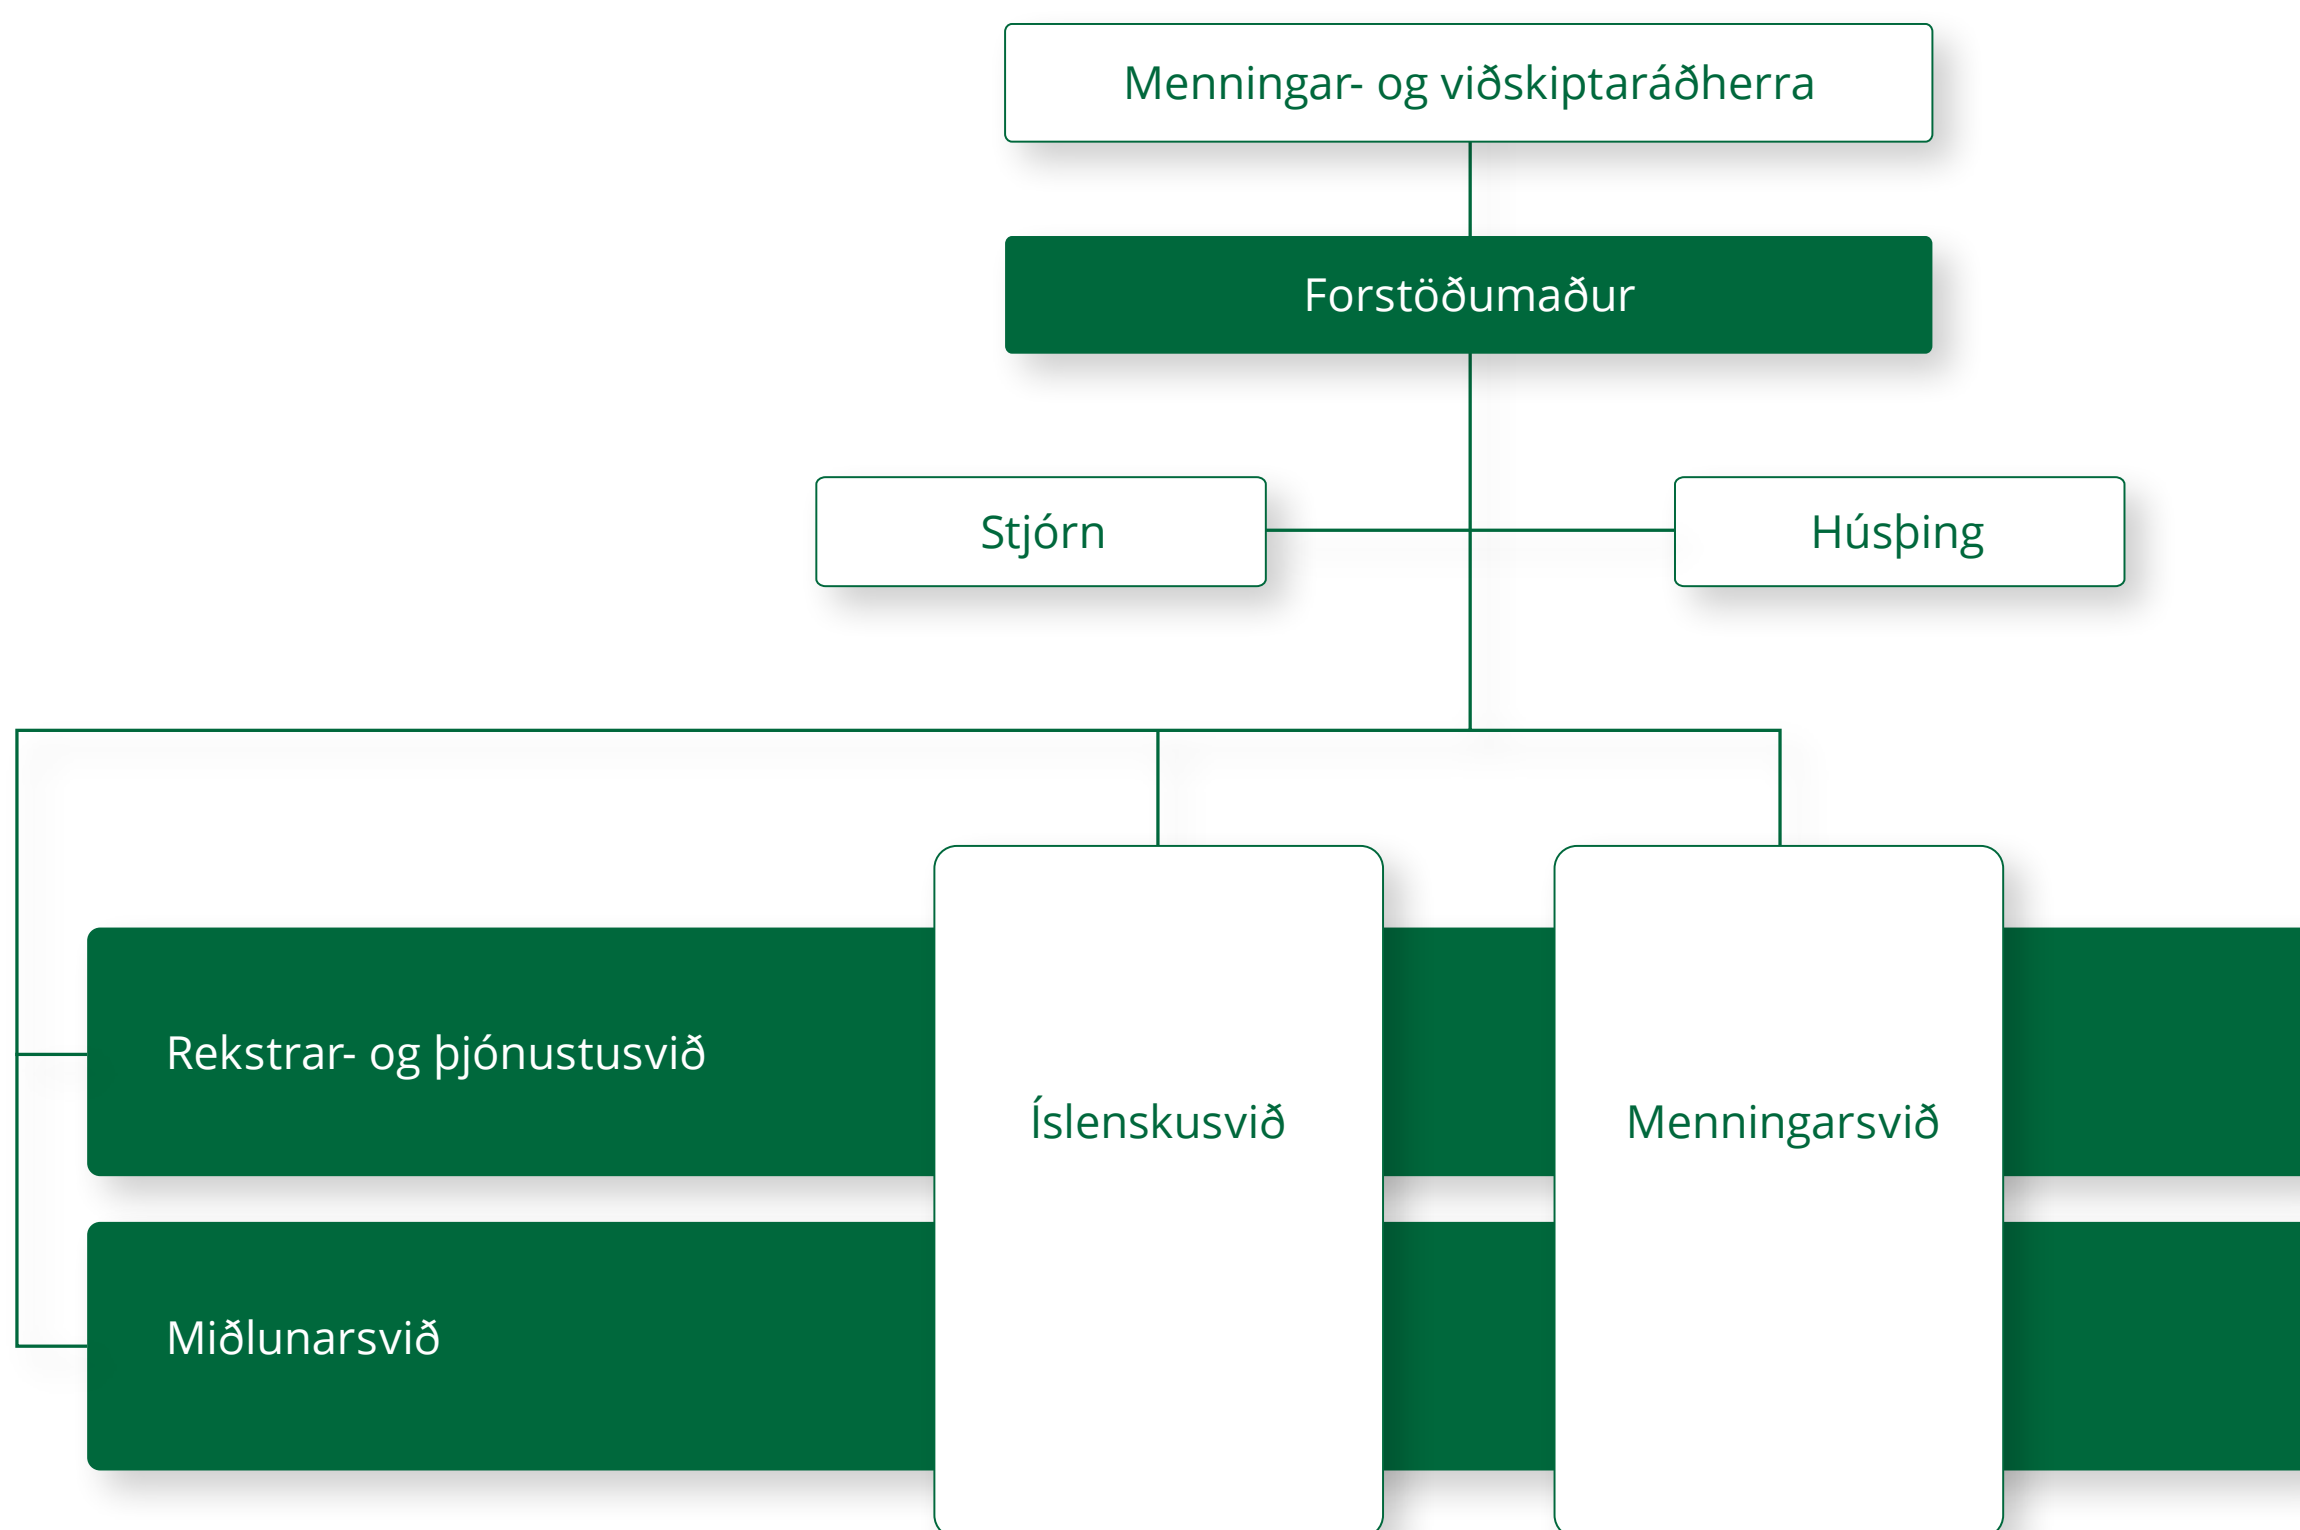 Menningar- og viðskiptaráðherra
Forstöðumaður
Stjórn
Húsþing
Rekstrar- og þjónustusvið
Íslenskusvið
Menningarsvið
Miðlunarsvið